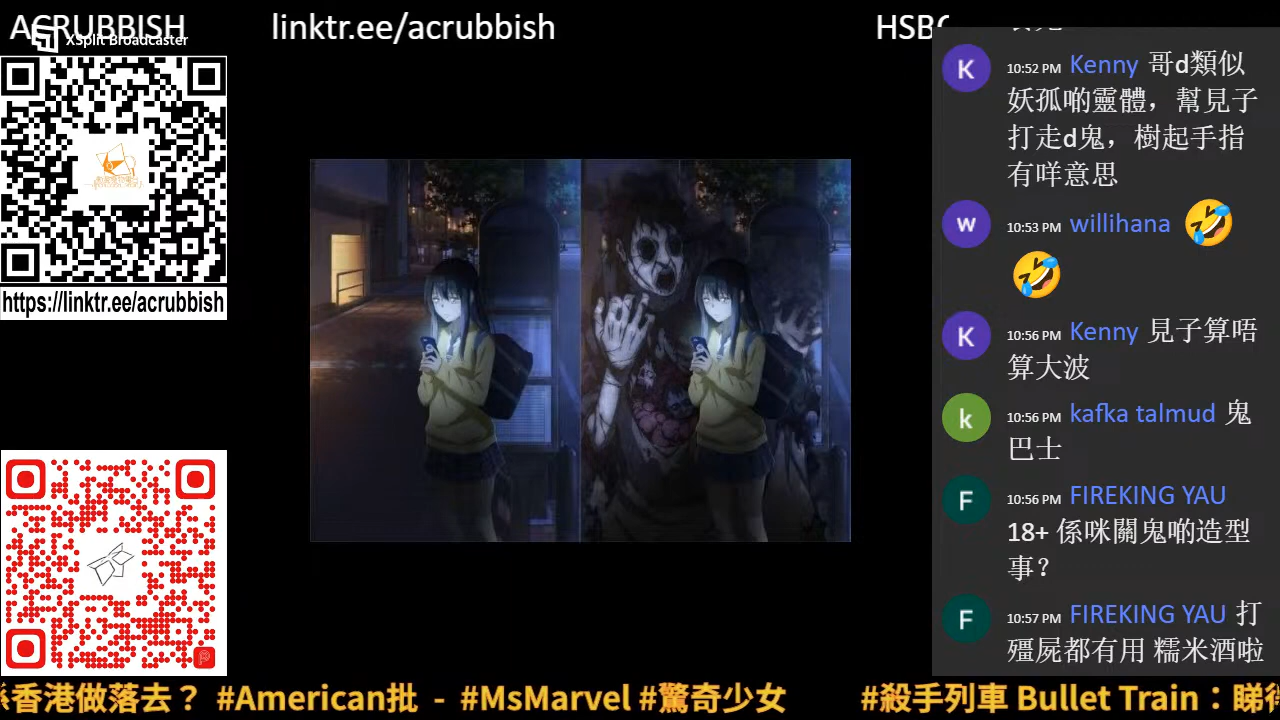 ACRUBBISH linktr.ee/acrubbish HSBC
XSplit Broadcaster
https://linktr.ee/acrubbish
10:52 PM Kenny 哥d類似
妖孤啲靈體，幫見子
打走d鬼，樹起手指
有咩意思
10:53 PM willihana 🤣
🤣
10:56 PM Kenny 見子算唔
算大波
10:56 PM kafka talmud 鬼
巴士
10:56 PM FIREKING YAU
18+ 係咪關鬼啲造型
事？
10:57 PM FIREKING YAU 打
殭屍都有用 糯米酒啦
香港做落去？ #American批 - #MsMarvel #驚奇少女 #殺手列車 Bullet Train：睇